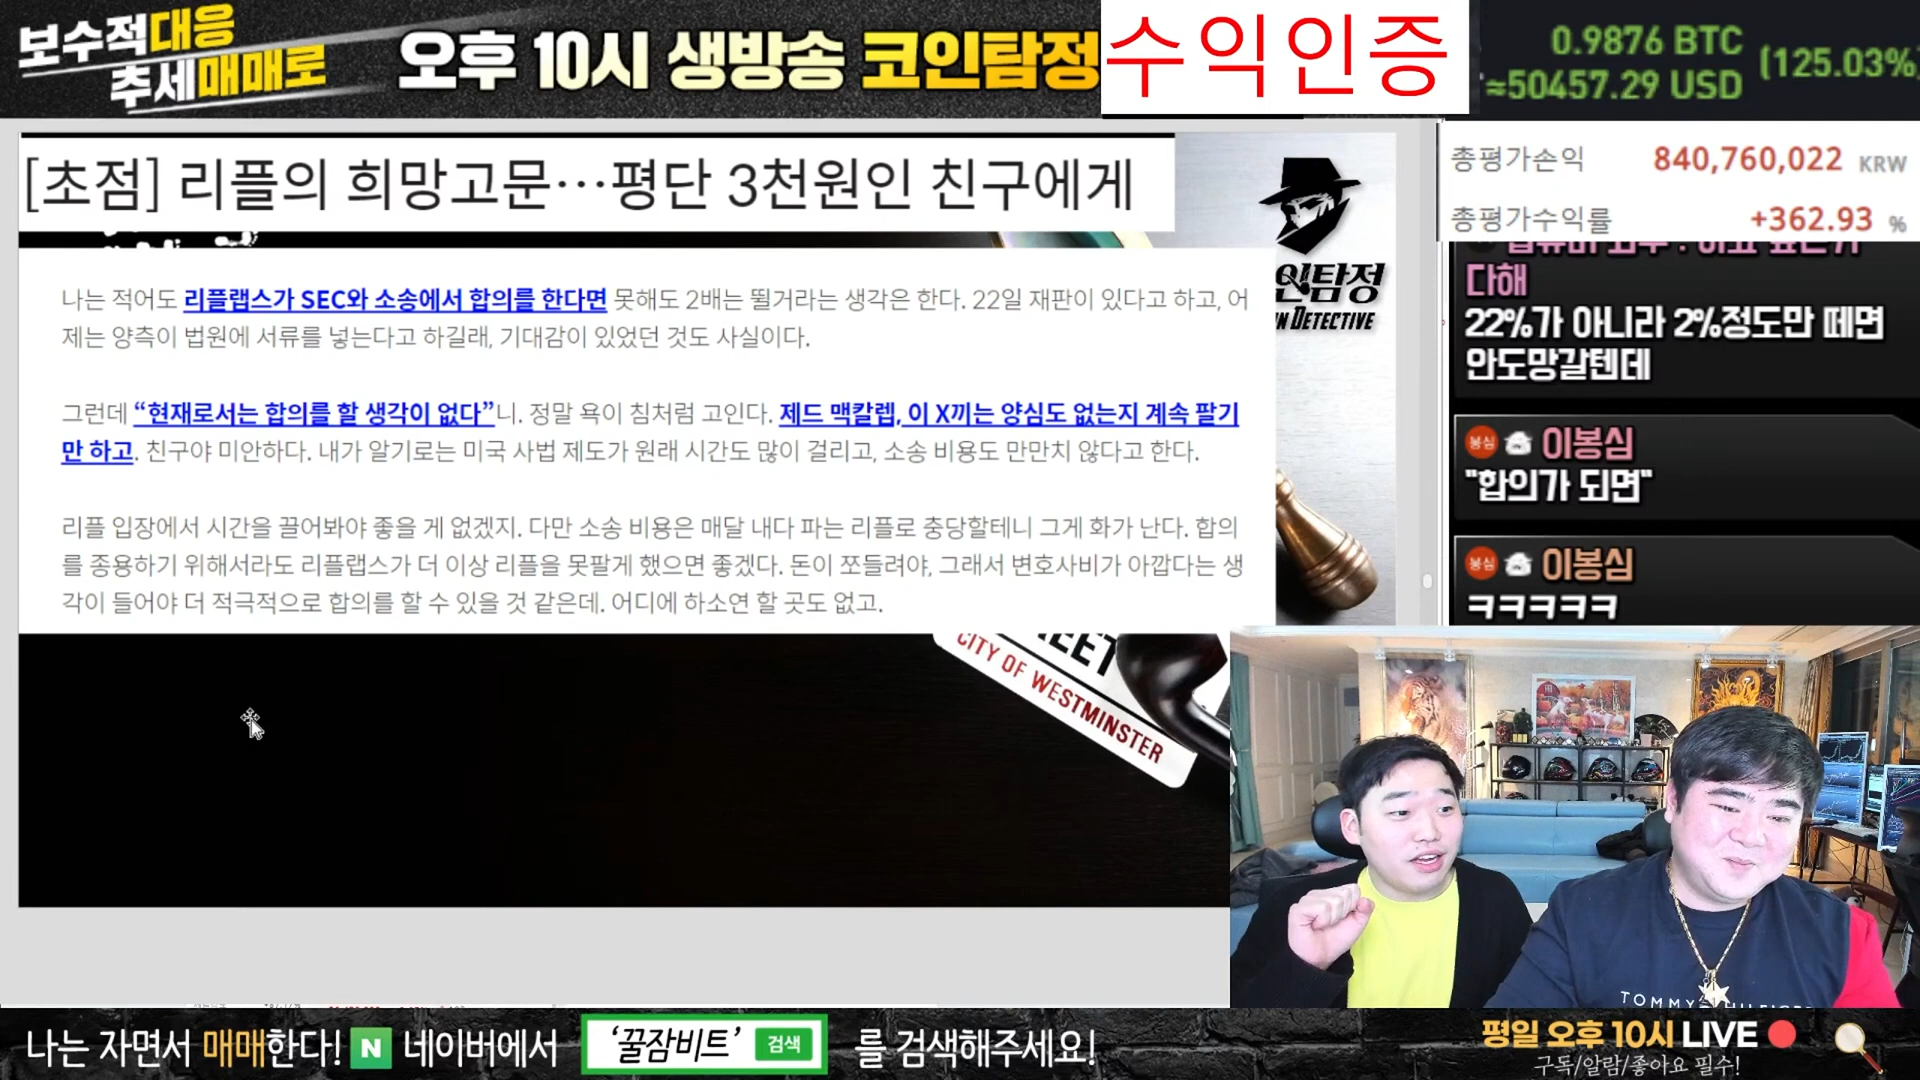 보수적대응
추세매매로
오후 10시 생방송 코인탐정
수익인증
0.9876 BTC
≈50457.29 USD
(125.03%
총평가손익 840,760,022 KRW
총평가수익률 +362.93 %
[초점] 리플의 희망고문…평단 3천원인 친구에게
인탐정
N DETECTIVE
나는 적어도 리플랩스가 SEC와 소송에서 합의를 한다면 못해도 2배는 뛸거라는 생각은 한다. 22일 재판이 있다고 하고, 어
제는 양측이 법원에 서류를 넣는다고 하길래, 기대감이 있었던 것도 사실이다.
그런데 “현재로서는 합의를 할 생각이 없다”니. 정말 욕이 침처럼 고인다. 제드 맥칼렙, 이 X끼는 양심도 없는지 계속 팔기
만 하고. 친구야 미안하다. 내가 알기로는 미국 사법 제도가 원래 시간도 많이 걸리고, 소송 비용도 만만치 않다고 한다.
리플 입장에서 시간을 끌어봐야 좋을 게 없겠지. 다만 소송 비용은 매달 내다 파는 리플로 충당할테니 그게 화가 난다. 합의
를 종용하기 위해서라도 리플랩스가 더 이상 리플을 못팔게 했으면 좋겠다. 돈이 쪼들려야, 그래서 변호사비가 아깝다는 생
각이 들어야 더 적극적으로 합의를 할 수 있을 것 같은데. 어디에 하소연 할 곳도 없고.
다해
22%가 아니라 2%정도만 떼면
안도망갈텐데
봉심 이봉심
"합의가 되면"
봉심 이봉심
ㅋㅋㅋㅋㅋ
EET
CITY OF WESTMINSTER
TOMMY HILFIGER
나는 자면서 매매한다! N 네이버에서 ‘꿀잠비트’ 검색 를 검색해주세요!
평일 오후 10시 LIVE
구독/알람/좋아요 필수!